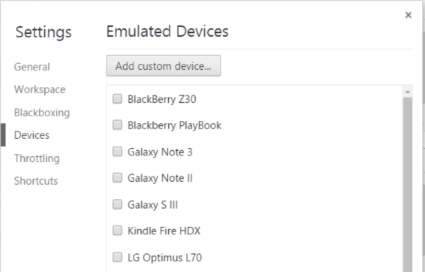 Settings
General
Workspace
Blackboxing
Devices
Throttling
Shortcuts
Emulated Devices
Add custom device...
BlackBerry Z30
Blackberry PlayBook
Galaxy Note 3
Galaxy Note II
Galaxy S III
Kindle Fire HDX
LG Optimus L70